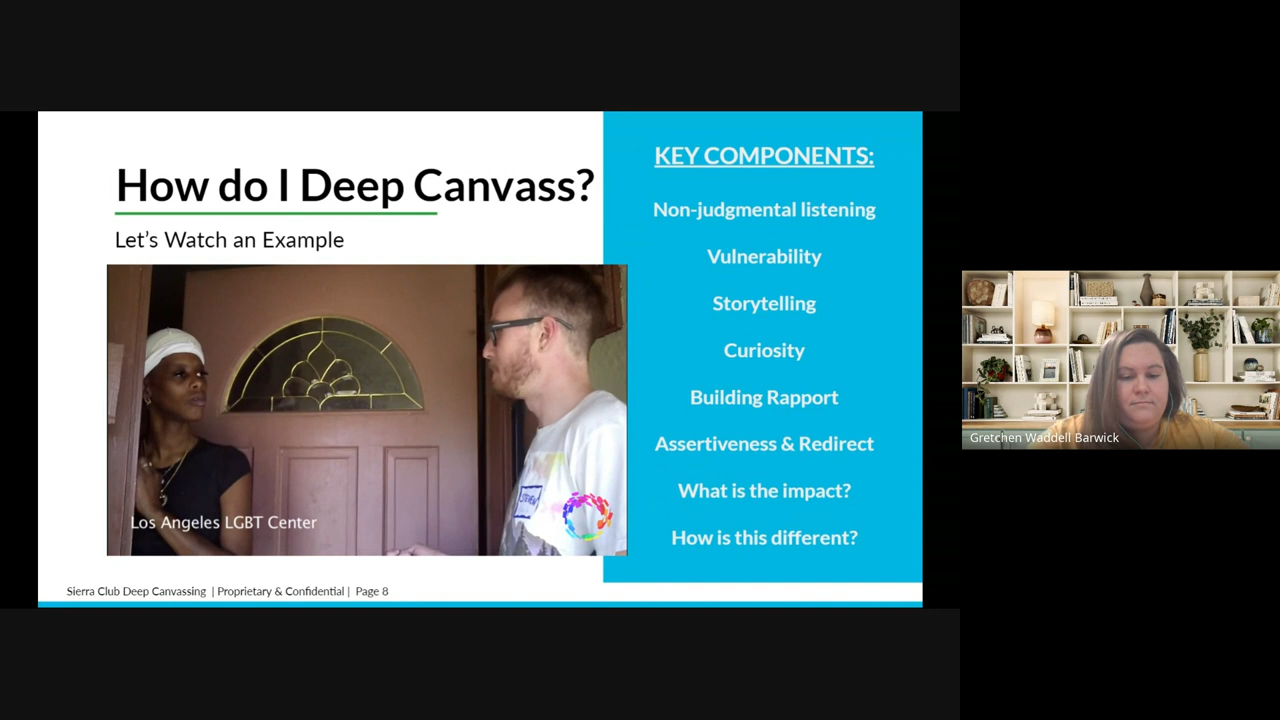 How do I Deep Canvass?
Let's Watch an Example
Los Angeles LGBT Center
KEY COMPONENTS:
Non-judgmental listening
Vulnerability
Storytelling
Curiosity
Building Rapport
Assertiveness & Redirect
What is the impact?
How is this different?
Sierra Club Deep Canvassing | Proprietary & Confidential | Page 8
Gretchen Waddell Barwick